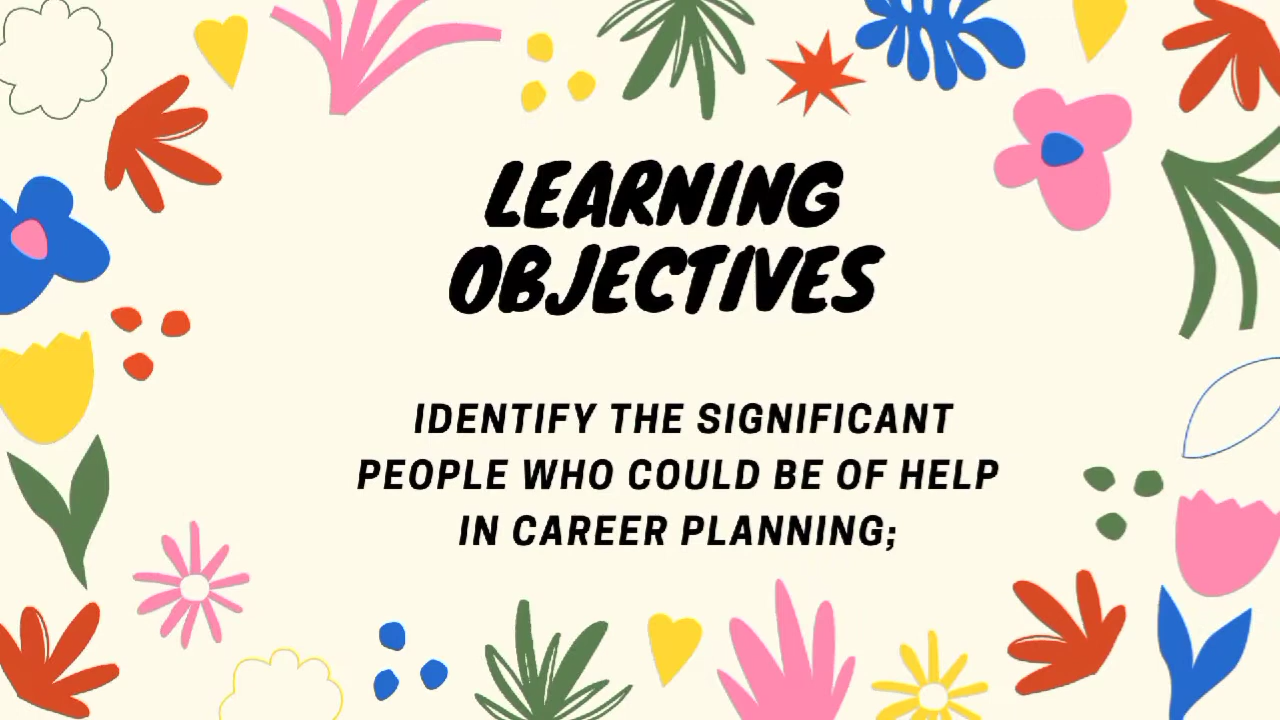 LEARNING
OBJECTIVES
IDENTIFY THE SIGNIFICANT
PEOPLE WHO COULD BE OF HELP
IN CAREER PLANNING;